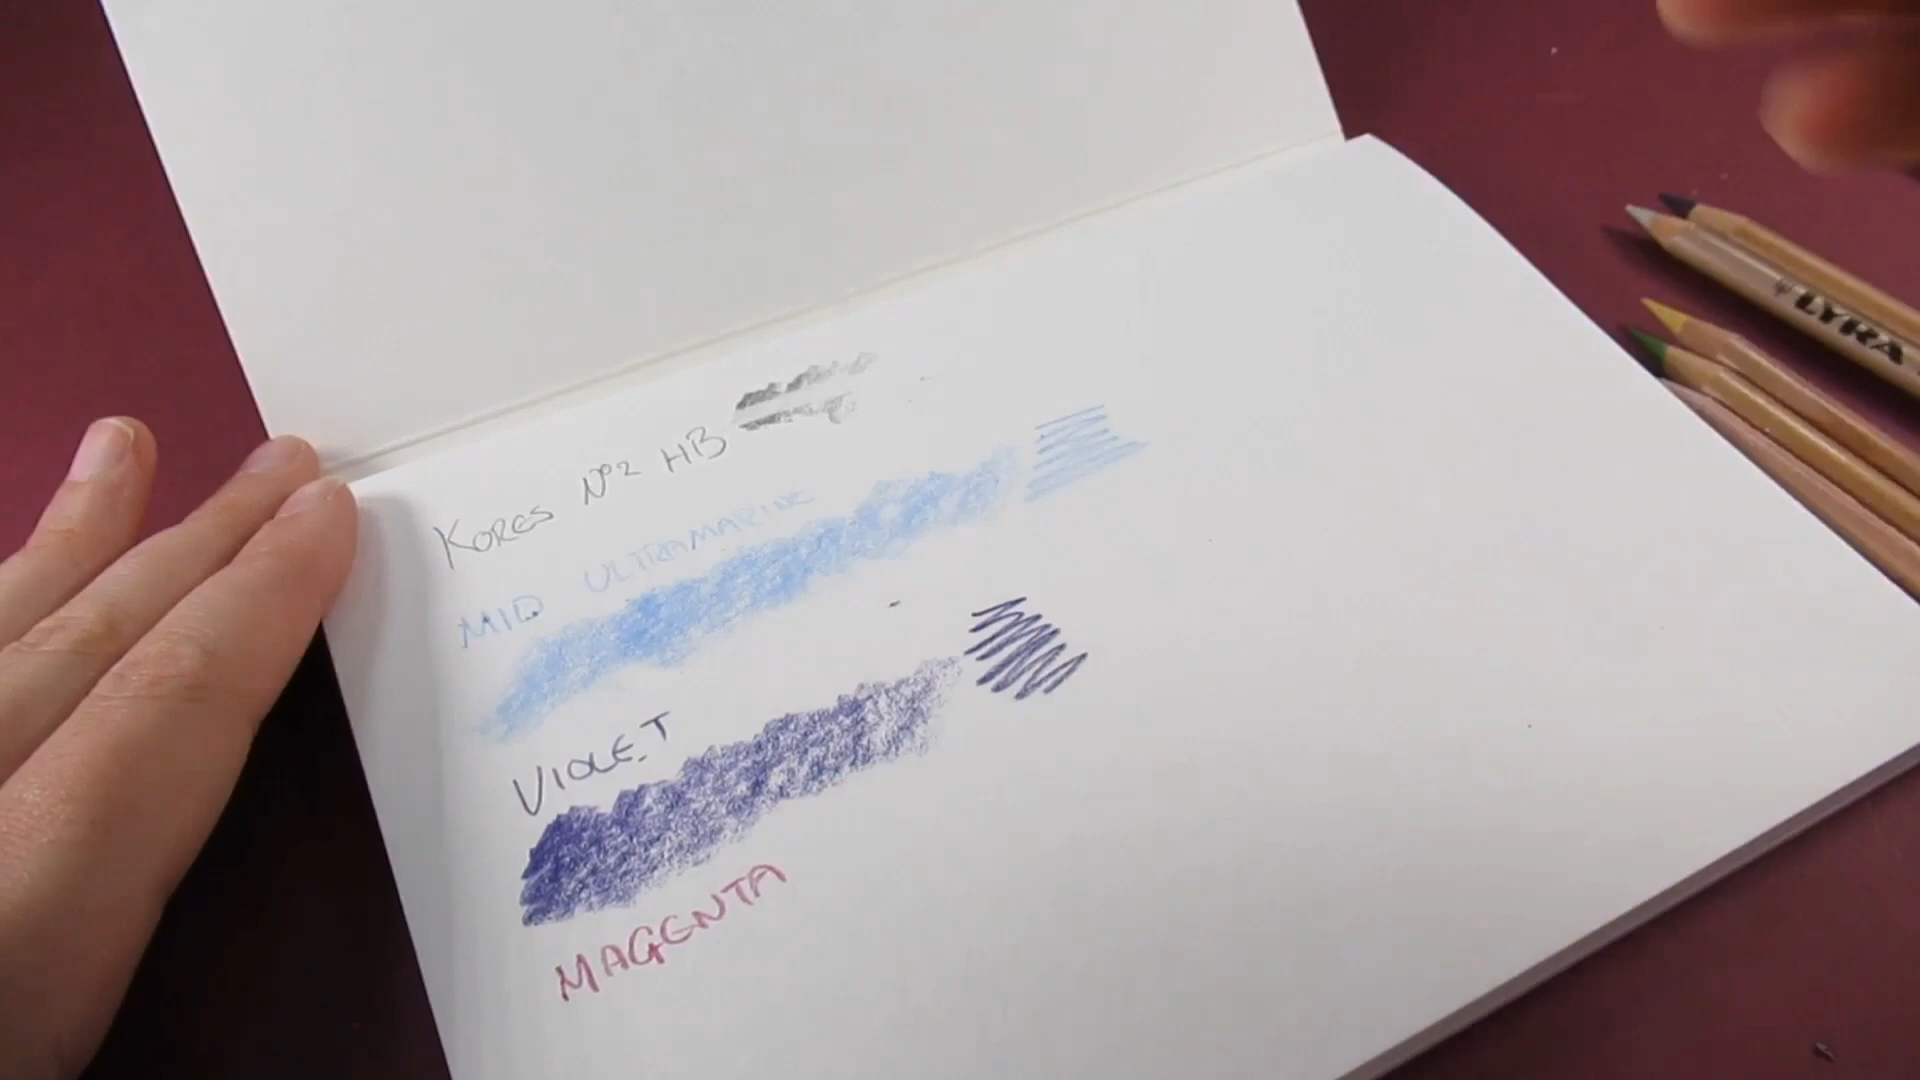 KORES Nº2 HB
MID ULTRAMARINE
VIOLET
MAGENTA
LYRA